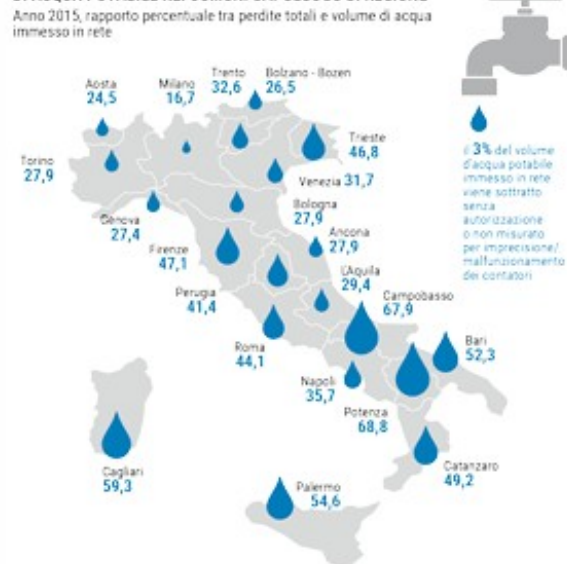 Anno 2015, rapporto percentuale tra perdite totali e volume di acqua
immesso in rete
Aosta
24,5
Milano
16,7
Trento
32,6
Bolzano - Bozen
26,5
Trieste
46,8
Torino
27,9
Venezia 31,7
Genova
27,4
Bologna
27,9
Ancona
27,9
Firenze
47,1
L'Aquila
29,4
Perugia
41,4
Campobasso
67,9
Roma
44,1
Bari
52,3
Napoli
35,7
Potenza
68,8
Cagliari
59,3
Palermo
54,6
Catanzaro
49,2
il 3% del volume
d'acqua potabile
immesso in rete
viene sottratto
senza
autorizzazione
o non misurato
per imprecisione/
malfunzionamento
dei contatori